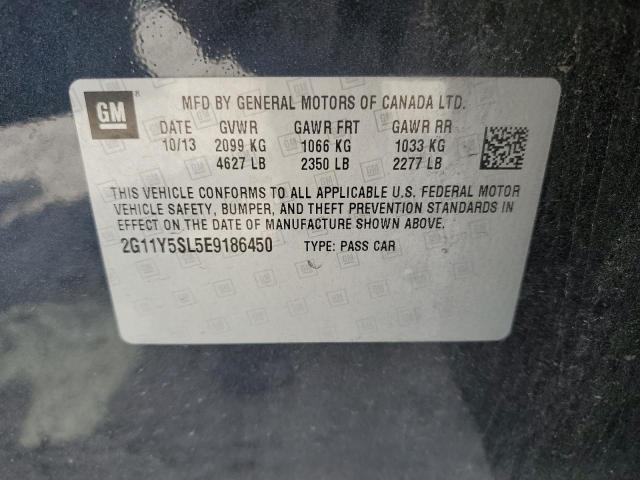 GM ® MFD BY GENERAL MOTORS OF CANADA LTD.
DATE GVWR GAWR FRT GAWR RR
10/13 2099 KG 1066 KG 1033 KG
4627 LB 2350 LB 2277 LB
THIS VEHICLE CONFORMS TO ALL APPLICABLE U.S. FEDERAL MOTOR
VEHICLE SAFETY, BUMPER, AND THEFT PREVENTION STANDARDS IN
EFFECT ON THE DATE OF MANUFACTURE SHOWN ABOVE.
2G11Y5SL5E9186450 TYPE: PASS CAR